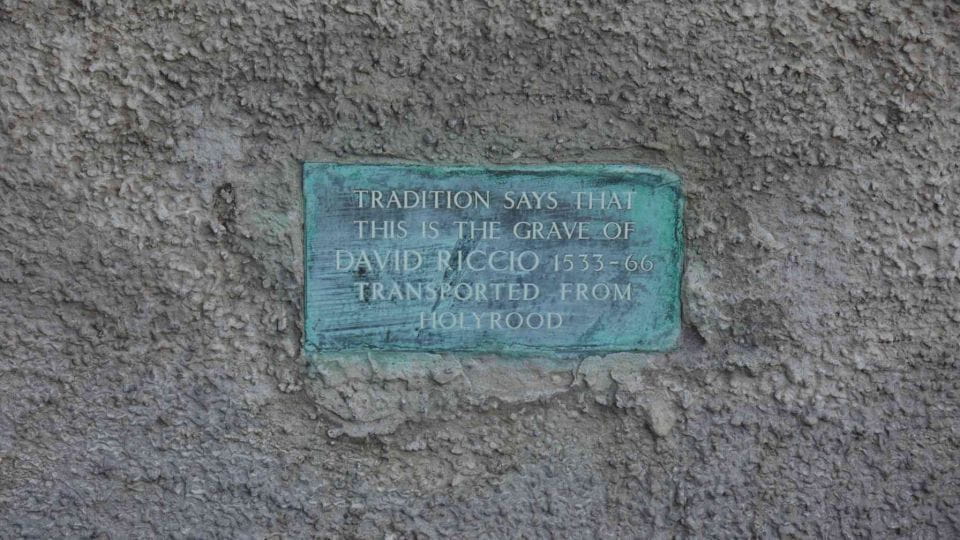 TRADITION SAYS THAT
THIS IS THE GRAVE OF
DAVID RICCIO 1533-66
TRANSPORTED FROM
HOLYROOD